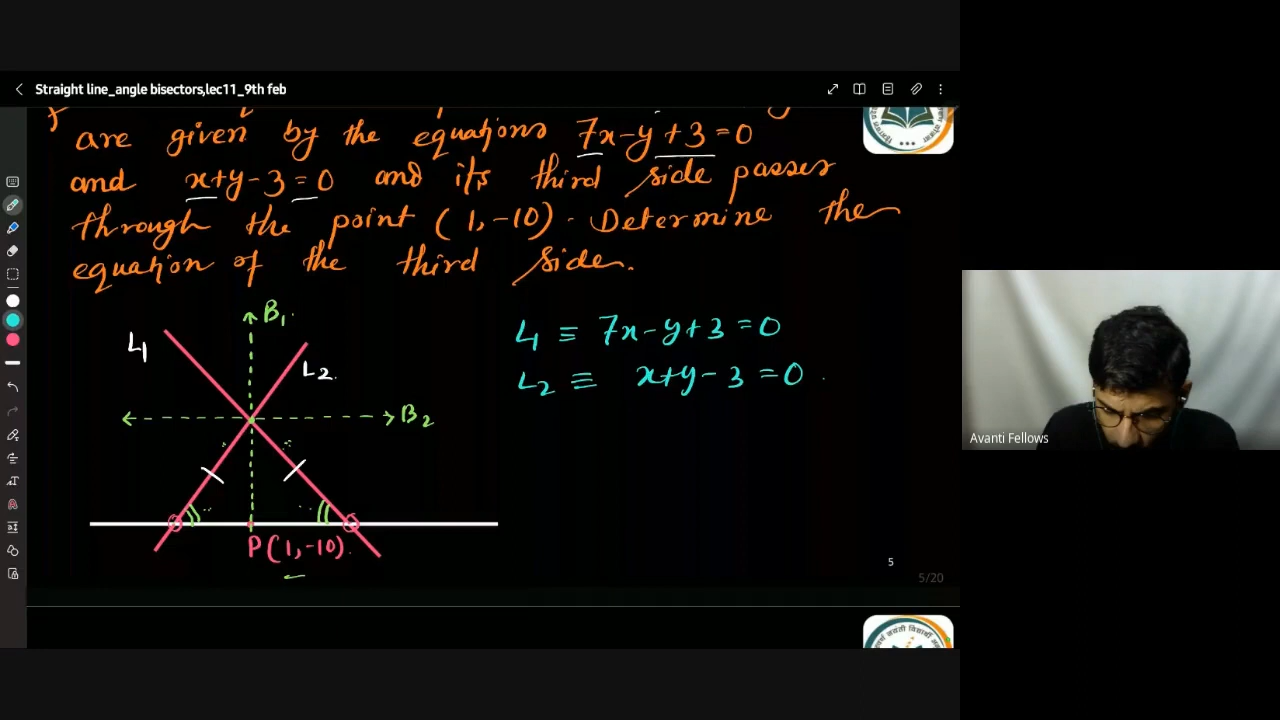 Straight line_angle bisectors,lec11_9th feb
are given by the equations 7x-y+3=0
and x+y-3=0 and its third side passes
through the point (1,-10). Determine the
equation of the third side.
B1
L1
L2.
B2
P(1,-10).
L1 ≡ 7x-y+3=0
L2 ≡ x+y-3=0
5
5/20
Avanti Fellows